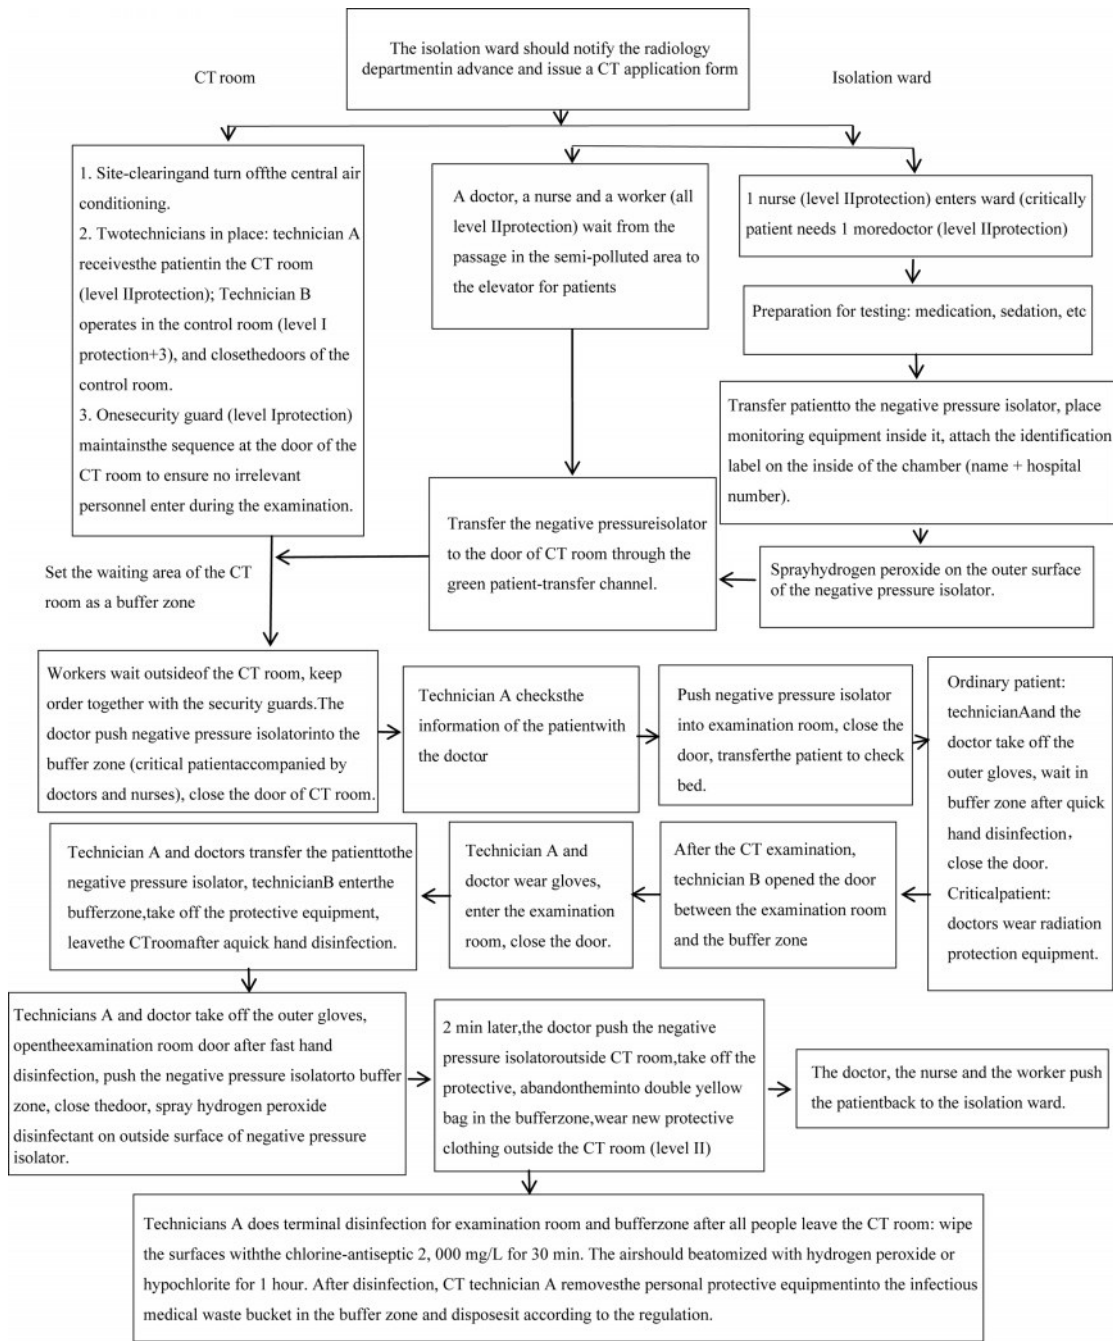 The isolation ward should notify the radiology
departmentin advance and issue a CT application form
CT room
Isolation ward
1. Site-clearingand turn offthe central air
conditioning.
2. Twotechnicians in place: technician A
receivesthe patientin the CT room
(level IIprotection); Technician B
operates in the control room (level I
protection+3), and closethedoors of the
control room.
3. Onesecurity guard (level Iprotection)
maintainsthe sequence at the door of the
CT room to ensure no irrelevant
personnel enter during the examination.
A doctor, a nurse and a worker (all
level IIprotection) wait from the
passage in the semi-polluted area to
the elevator for patients
1 nurse (level IIprotection) enters ward (critically
patient needs 1 moredoctor (level IIprotection)
Preparation for testing: medication, sedation, etc
Transfer patientto the negative pressure isolator, place
monitoring equipment inside it, attach the identification
label on the inside of the chamber (name + hospital
number).
Sprayhydrogen peroxide on the outer surface
of the negative pressure isolator.
Transfer the negative pressureisolator
to the door of CT room through the
green patient-transfer channel.
Set the waiting area of the CT
room as a buffer zone
Workers wait outsideof the CT room, keep
order together with the security guards.The
doctor push negative pressure isolatorinto the
buffer zone (critical patientaccompanied by
doctors and nurses), close the door of CT room.
Technician A checksthe
information of the patientwith
the doctor
Push negative pressure isolator
into examination room, close the
door, transferthe patient to check
bed.
Ordinary patient:
technicianAand the
doctor take off the
outer gloves, wait in
buffer zone after quick
hand disinfection,
close the door.
Criticalpatient:
doctors wear radiation
protection equipment.
After the CT examination,
technician B opened the door
between the examination room
and the buffer zone
Technician A and
doctor wear gloves,
enter the examination
room, close the door.
Technician A and doctors transfer the patienttothe
negative pressure isolator, technicianB enterthe
bufferzone,take off the protective equipment,
leavethe CTroomafter aquick hand disinfection.
Technicians A and doctor take off the outer gloves,
opentheexamination room door after fast hand
disinfection, push the negative pressure isolatorto buffer
zone, close thedoor, spray hydrogen peroxide
disinfectant on outside surface of negative pressure
isolator.
2 min later,the doctor push the negative
pressure isolatoroutside CT room,take off the
protective, abandontheminto double yellow
bag in the bufferzone,wear new protective
clothing outside the CT room (level II)
The doctor, the nurse and the worker push
the patientback to the isolation ward.
Technicians A does terminal disinfection for examination room and bufferzone after all people leave the CT room: wipe
the surfaces withthe chlorine-antiseptic 2, 000 mg/L for 30 min. The airshould beatomized with hydrogen peroxide or
hypochlorite for 1 hour. After disinfection, CT technician A removesthe personal protective equipmentinto the infectious
medical waste bucket in the buffer zone and disposesit according to the regulation.